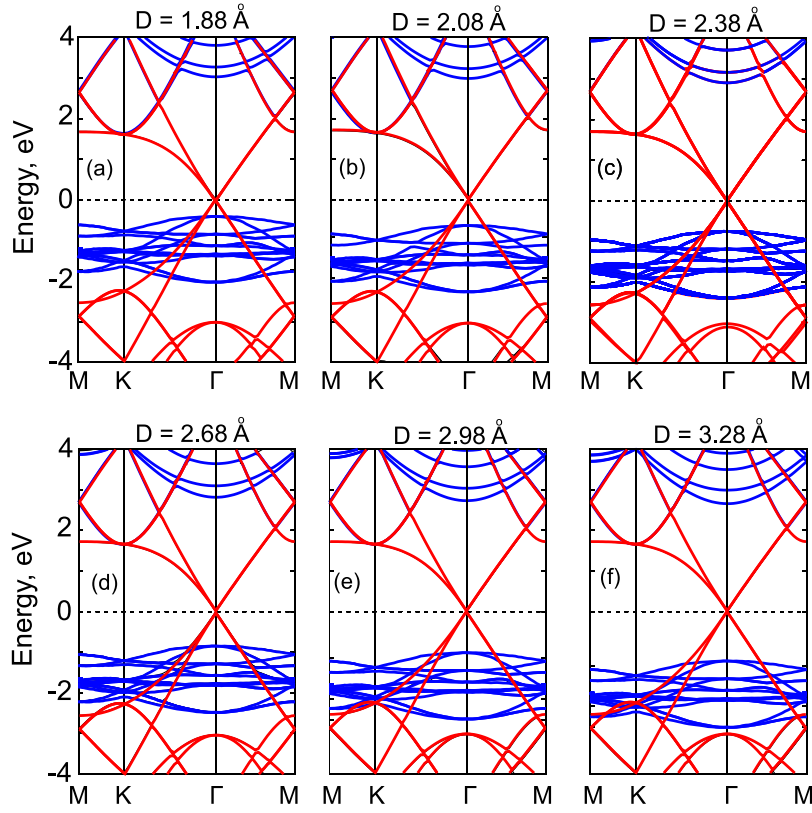 D = 1.88 Å D = 2.08 Å D = 2.38 Å
4
2
0
-2
-4
Energy, eV
(a) (b) (c)
M K Γ M M K Γ M M K Γ M
D = 2.68 Å D = 2.98 Å D = 3.28 Å
4
2
0
-2
-4
Energy, eV
(d) (e) (f)
M K Γ M M K Γ M M K Γ M